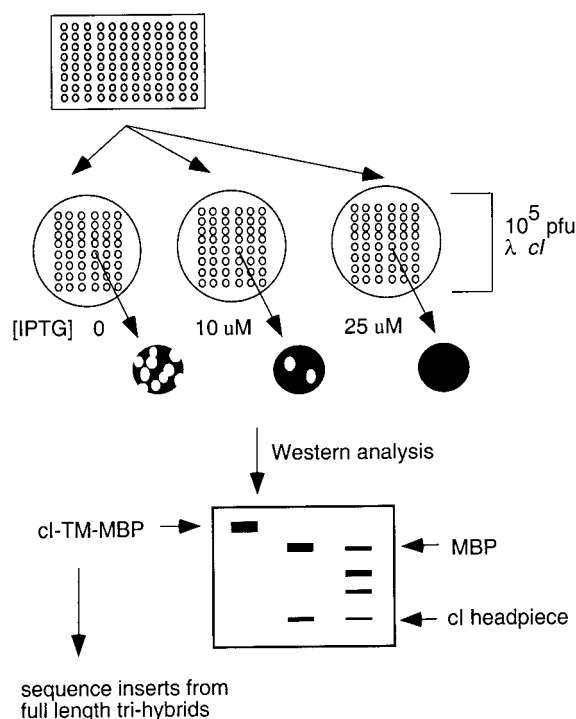 10⁵ pfu
λ cI
[IPTG] 0 10 uM 25 uM
Western analysis
cI-TM-MBP
MBP
cI headpiece
sequence inserts from
full length tri-hybrids